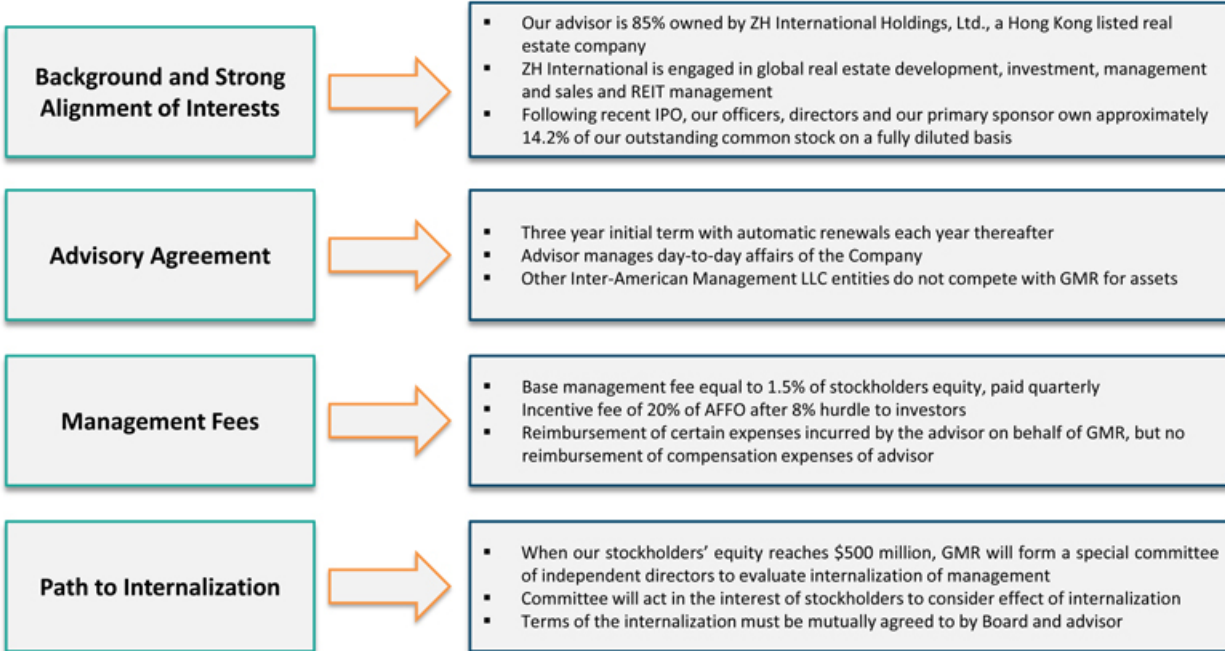 Background and Strong
Alignment of Interests
▪ Our advisor is 85% owned by ZH International Holdings, Ltd., a Hong Kong listed real
estate company
▪ ZH International is engaged in global real estate development, investment, management
and sales and REIT management
▪ Following recent IPO, our officers, directors and our primary sponsor own approximately
14.2% of our outstanding common stock on a fully diluted basis
Advisory Agreement
▪ Three year initial term with automatic renewals each year thereafter
▪ Advisor manages day-to-day affairs of the Company
▪ Other Inter-American Management LLC entities do not compete with GMR for assets
Management Fees
▪ Base management fee equal to 1.5% of stockholders equity, paid quarterly
▪ Incentive fee of 20% of AFFO after 8% hurdle to investors
▪ Reimbursement of certain expenses incurred by the advisor on behalf of GMR, but no
reimbursement of compensation expenses of advisor
Path to Internalization
▪ When our stockholders’ equity reaches $500 million, GMR will form a special committee
of independent directors to evaluate internalization of management
▪ Committee will act in the interest of stockholders to consider effect of internalization
▪ Terms of the internalization must be mutually agreed to by Board and advisor